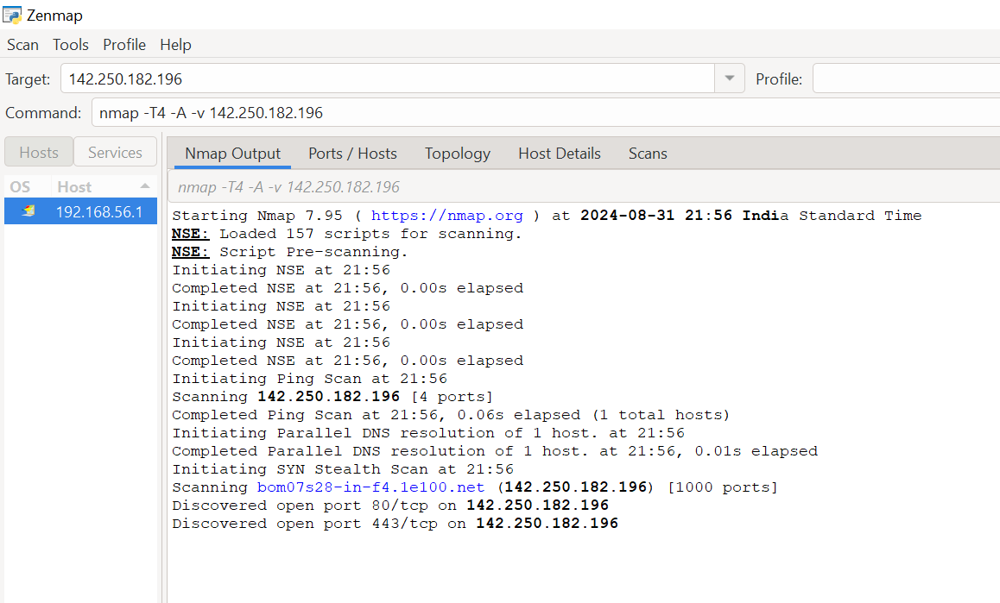 Zenmap
Scan Tools Profile Help
Target: 142.250.182.196 Profile:
Command: nmap -T4 -A -v 142.250.182.196
Hosts Services
Nmap Output Ports / Hosts Topology Host Details Scans
OS Host
192.168.56.1
nmap -T4 -A -v 142.250.182.196
Starting Nmap 7.95 ( https://nmap.org ) at 2024-08-31 21:56 India Standard Time
NSE: Loaded 157 scripts for scanning.
NSE: Script Pre-scanning.
Initiating NSE at 21:56
Completed NSE at 21:56, 0.00s elapsed
Initiating NSE at 21:56
Completed NSE at 21:56, 0.00s elapsed
Initiating NSE at 21:56
Completed NSE at 21:56, 0.00s elapsed
Initiating Ping Scan at 21:56
Scanning 142.250.182.196 [4 ports]
Completed Ping Scan at 21:56, 0.06s elapsed (1 total hosts)
Initiating Parallel DNS resolution of 1 host. at 21:56
Completed Parallel DNS resolution of 1 host. at 21:56, 0.01s elapsed
Initiating SYN Stealth Scan at 21:56
Scanning bom07s28-in-f4.1e100.net (142.250.182.196) [1000 ports]
Discovered open port 80/tcp on 142.250.182.196
Discovered open port 443/tcp on 142.250.182.196